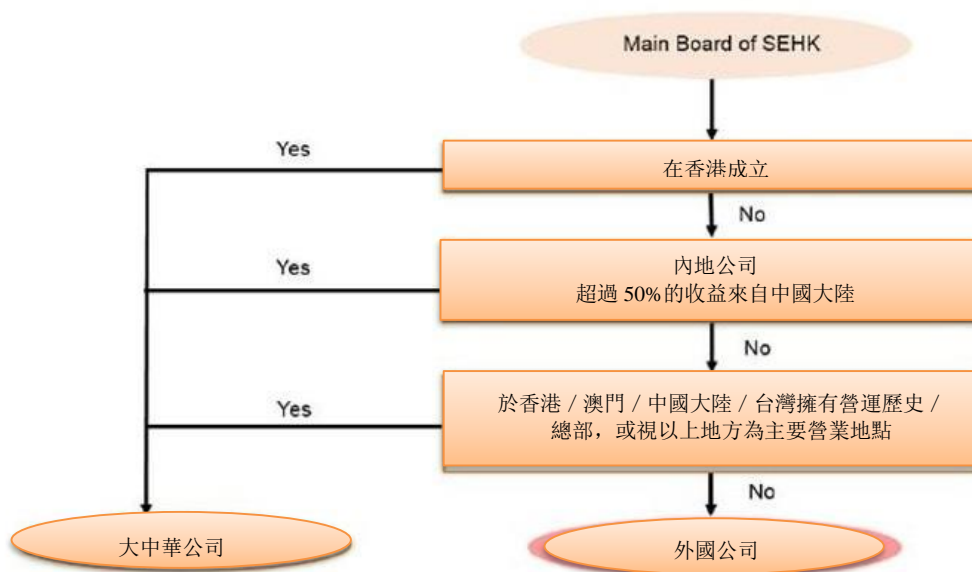 Main Board of SEHK
Yes
在香港成立
No
Yes
內地公司
超過 50%的收益來自中國大陸
No
Yes
於香港 / 澳門 / 中國大陸 / 台灣擁有營運歷史 /
總部，或視以上地方為主要營業地點
No
大中華公司
外國公司